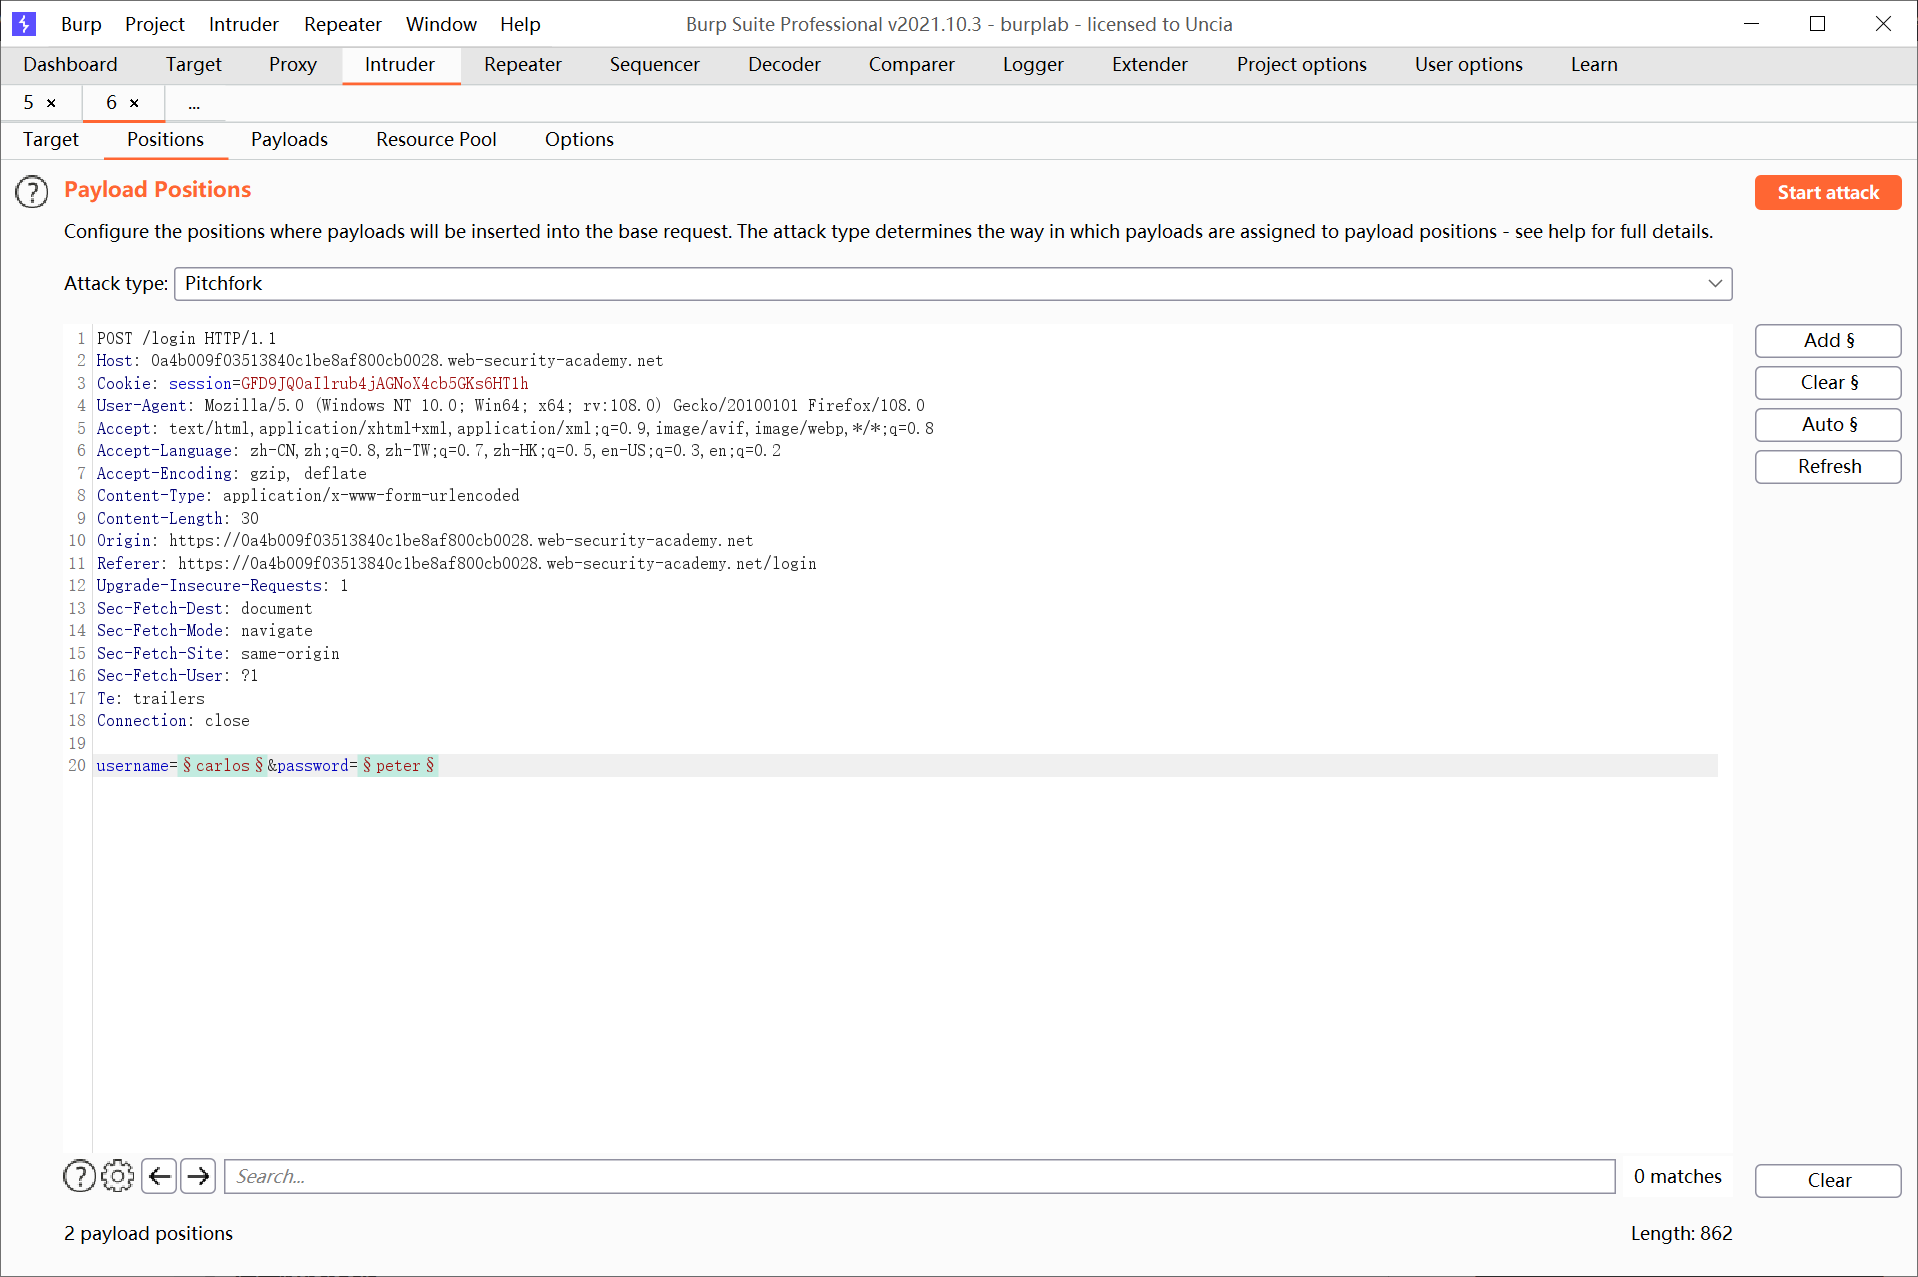 Burp Project Intruder Repeater Window Help Burp Suite Professional v2021.10.3 - burplab - licensed to Uncia
Dashboard Target Proxy Intruder Repeater Sequencer Decoder Comparer Logger Extender Project options User options Learn
5 × 6 × ...
Target Positions Payloads Resource Pool Options
? Payload Positions Start attack
Configure the positions where payloads will be inserted into the base request. The attack type determines the way in which payloads are assigned to payload positions - see help for full details.
Attack type: Pitchfork
1 POST /login HTTP/1.1
2 Host: 0a4b009f03513840c1be8af800cb0028.web-security-academy.net
3 Cookie: session=GFD9JQOaIlrub4jAGNoX4cb5GKs6HT1h
4 User-Agent: Mozilla/5.0 (Windows NT 10.0; Win64; x64; rv:108.0) Gecko/20100101 Firefox/108.0
5 Accept: text/html,application/xhtml+xml,application/xml;q=0.9,image/avif,image/webp,*/*;q=0.8
6 Accept-Language: zh-CN,zh;q=0.8,zh-TW;q=0.7,zh-HK;q=0.5,en-US;q=0.3,en;q=0.2
7 Accept-Encoding: gzip, deflate
8 Content-Type: application/x-www-form-urlencoded
9 Content-Length: 30
10 Origin: https://0a4b009f03513840c1be8af800cb0028.web-security-academy.net
11 Referer: https://0a4b009f03513840c1be8af800cb0028.web-security-academy.net/login
12 Upgrade-Insecure-Requests: 1
13 Sec-Fetch-Dest: document
14 Sec-Fetch-Mode: navigate
15 Sec-Fetch-Site: same-origin
16 Sec-Fetch-User: ?1
17 Te: trailers
18 Connection: close
19
20 username=§carlos§&password=§peter§
Add §
Clear §
Auto §
Refresh
? Search... 0 matches Clear
2 payload positions Length: 862